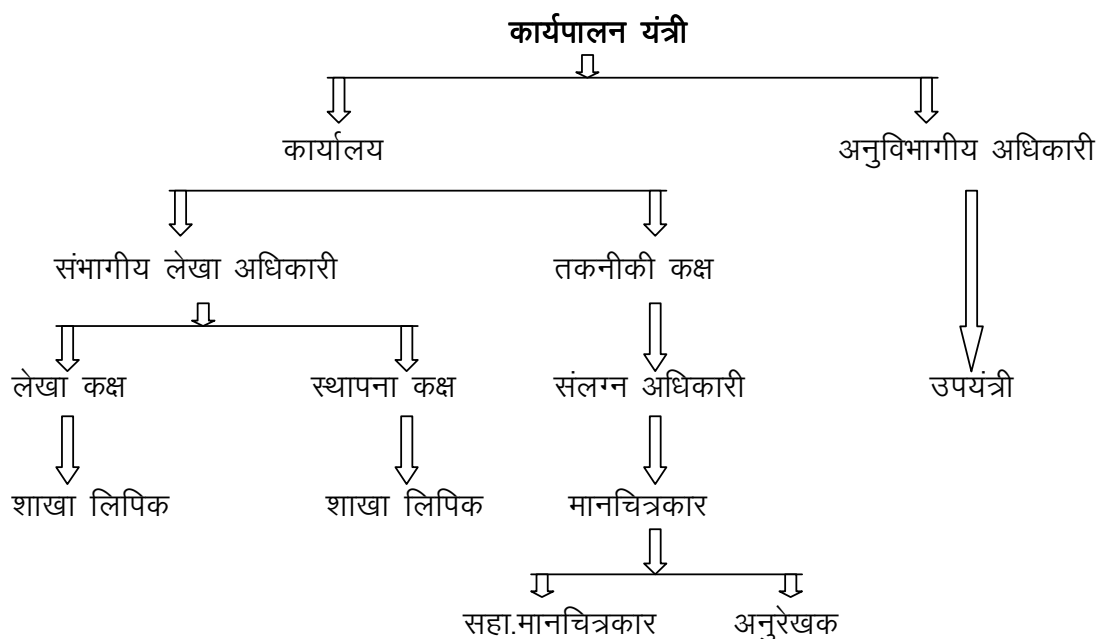 कार्यपालन यंत्री
कार्यालय अनुविभागीय अधिकारी
संभागीय लेखा अधिकारी तकनीकी कक्ष
लेखा कक्ष स्थापना कक्ष संलग्न अधिकारी उपयंत्री
शाखा लिपिक शाखा लिपिक मानचित्रकार
सहा.मानचित्रकार अनुरेखक